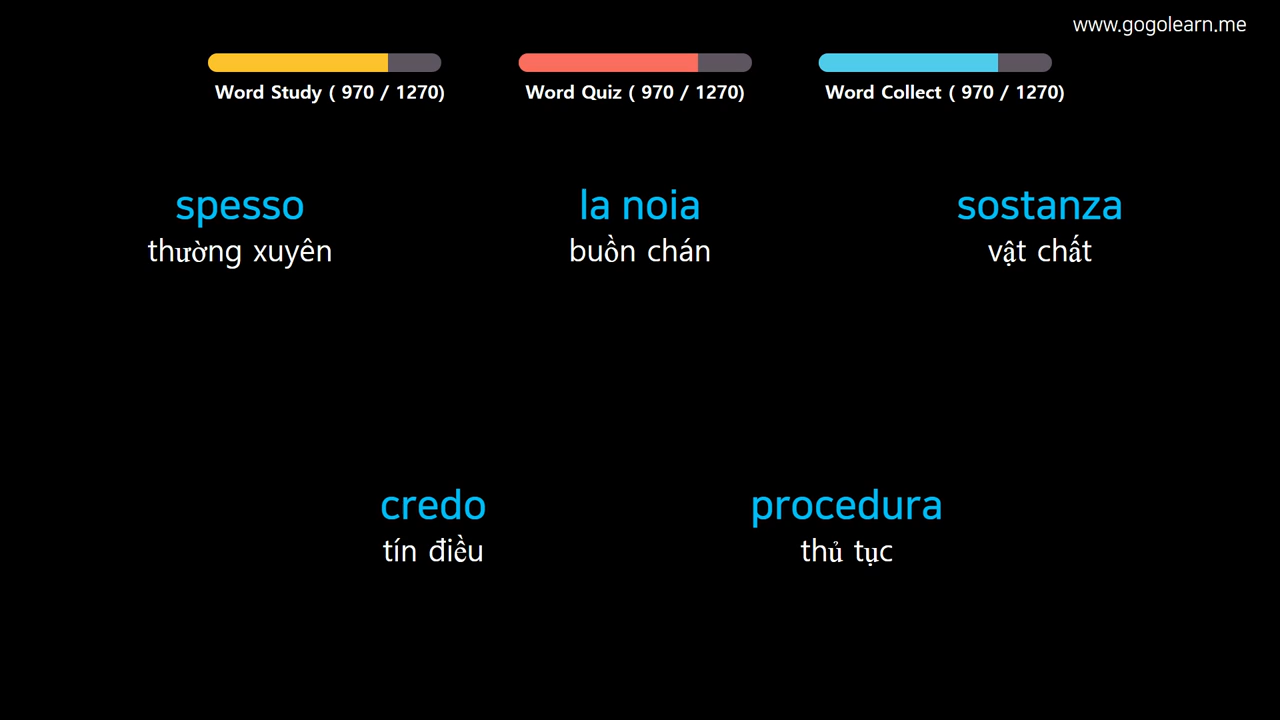 www.gogolearn.me
Word Study ( 970 / 1270)
Word Quiz ( 970 / 1270)
Word Collect ( 970 / 1270)
spesso
thường xuyên
la noia
buồn chán
sostanza
vật chất
credo
tín điều
procedura
thủ tục